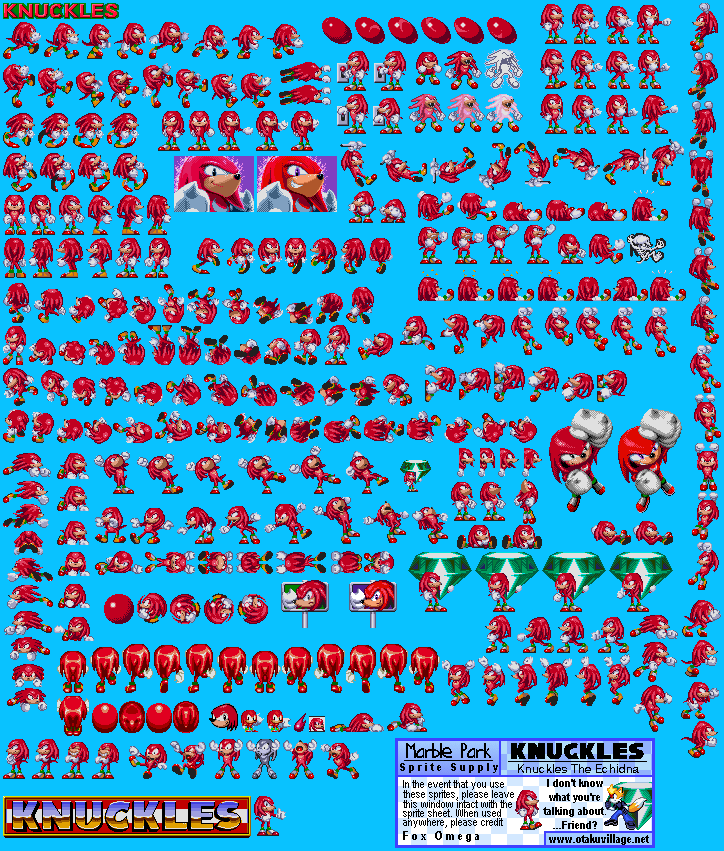 KNUCKLES
Marble Park
Sprite Supply
KNUCKLES
Knuckles The Echidna
In the event that you use
these sprites, please leave
this window intact with the
sprite sheet. When used
anywhere, please credit
Fox Omega
I don't know
what you're
talking about.
...Friend?
www.otakuvillage.net
KNUCKLES